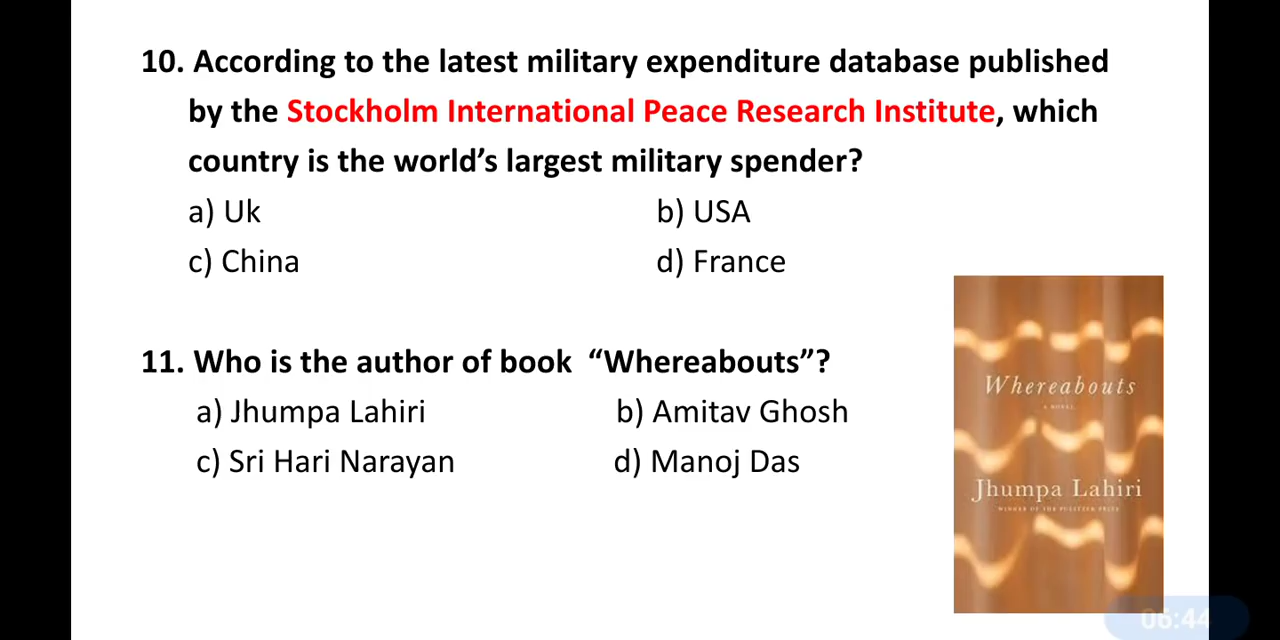 10. According to the latest military expenditure database published
by the Stockholm International Peace Research Institute, which
country is the world’s largest military spender?
a) Uk b) USA
c) China d) France
11. Who is the author of book “Whereabouts”?
a) Jhumpa Lahiri b) Amitav Ghosh
c) Sri Hari Narayan d) Manoj Das
Whereabouts
A NOVEL
Jhumpa Lahiri
WINNER OF THE PULITZER PRIZE
06:44